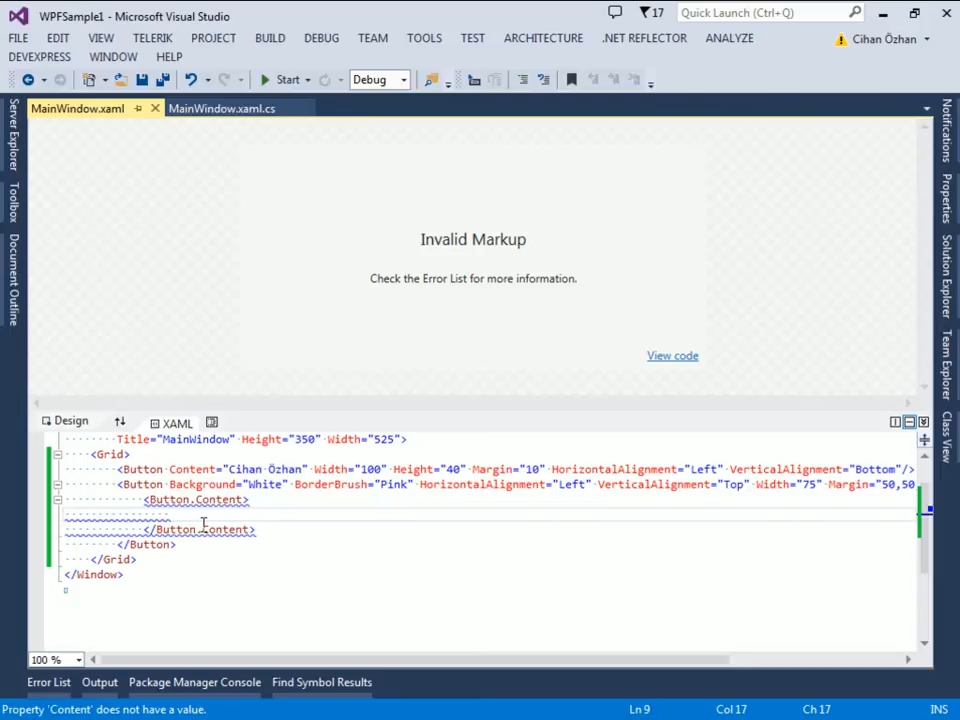 WPFSample1 - Microsoft Visual Studio
17
Quick Launch (Ctrl+Q)
FILE EDIT VIEW TELERIK PROJECT BUILD DEBUG TEAM TOOLS TEST ARCHITECTURE .NET REFLECTOR ANALYZE
Cihan Özhan
DEVEXPRESS WINDOW HELP
Start Debug
MainWindow.xaml MainWindow.xaml.cs
Server Explorer
Toolbox
Document Outline
Invalid Markup
Check the Error List for more information.
View code
Notifications
Properties
Solution Explorer
Team Explorer
Class View
Design XAML
Title="MainWindow" Height="350" Width="525">
<Grid>
<Button Content="Cihan Özhan" Width="100" Height="40" Margin="10" HorizontalAlignment="Left" VerticalAlignment="Bottom"/>
<Button Background="White" BorderBrush="Pink" HorizontalAlignment="Left" VerticalAlignment="Top" Width="75" Margin="50,50
<Button.Content>
</Button.Content>
</Button>
</Grid>
</Window>
100 %
Error List Output Package Manager Console Find Symbol Results
Property 'Content' does not have a value. Ln 9 Col 17 Ch 17 INS